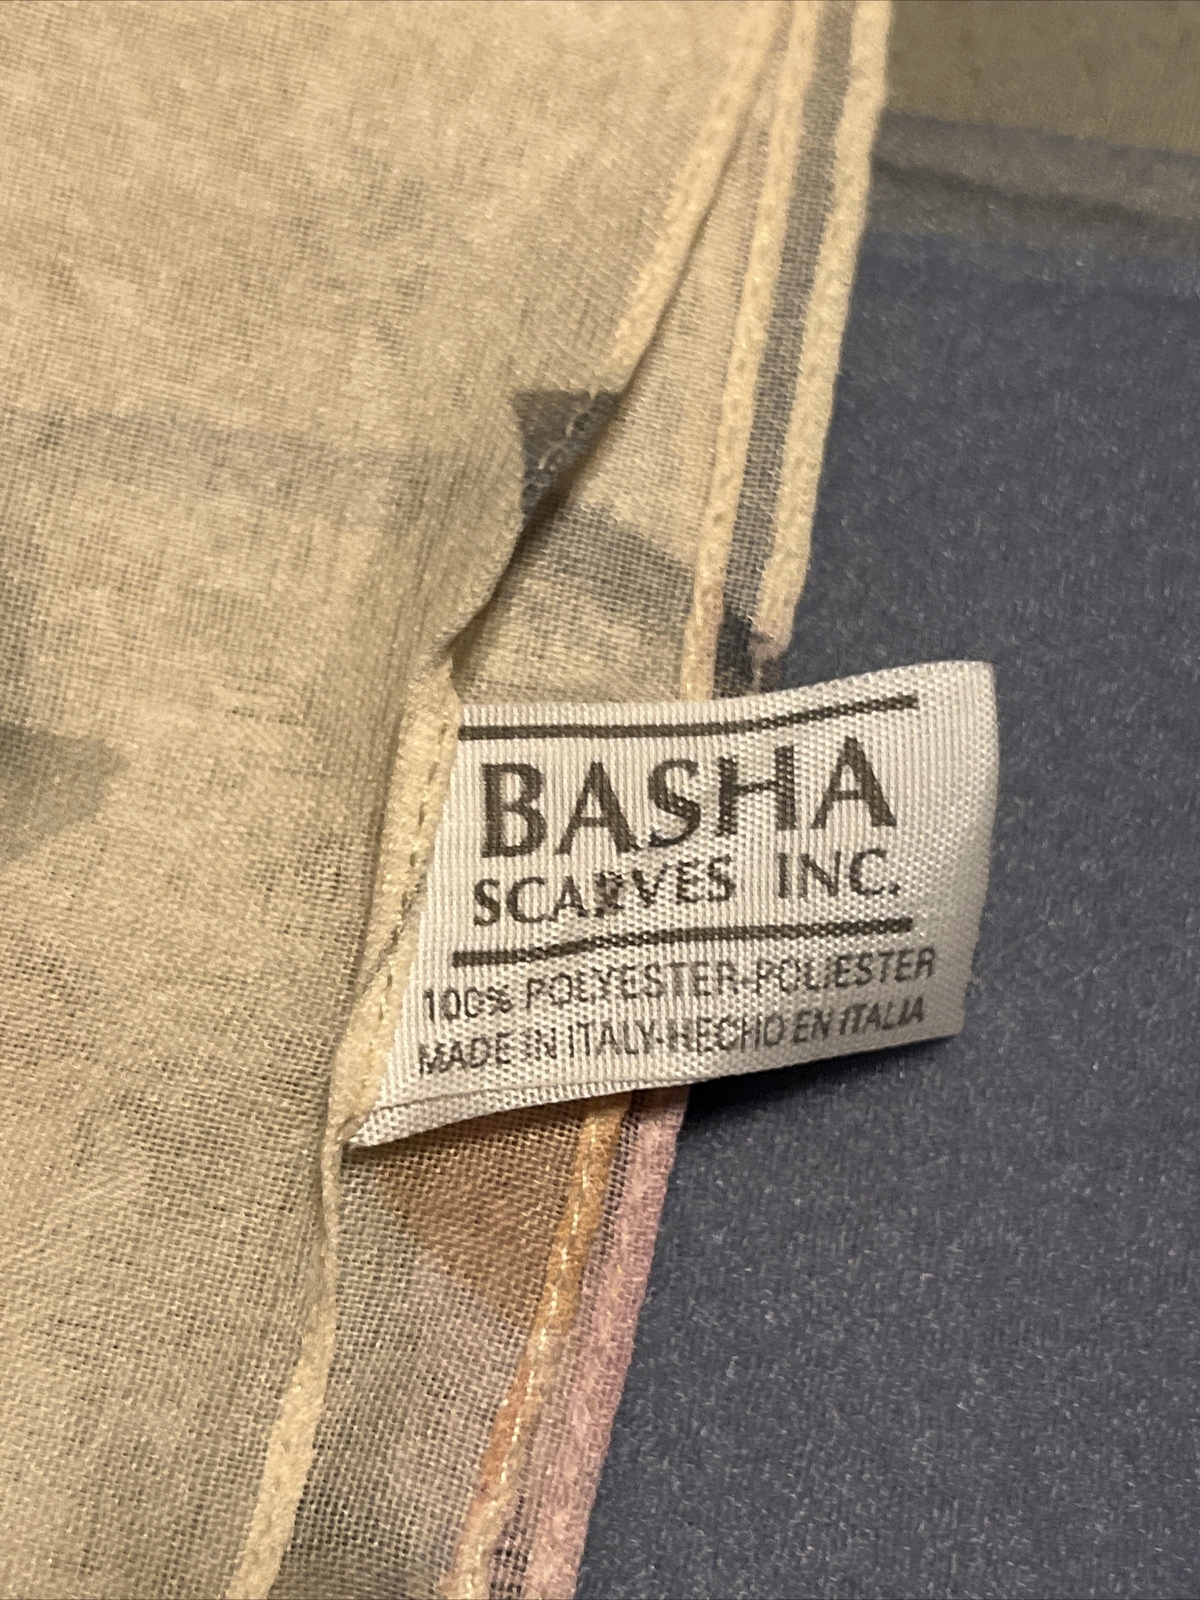 BASHA
SCARVES INC.
100% POLYESTER-POLIESTER
MADE IN ITALY-HECHO EN ITALIA